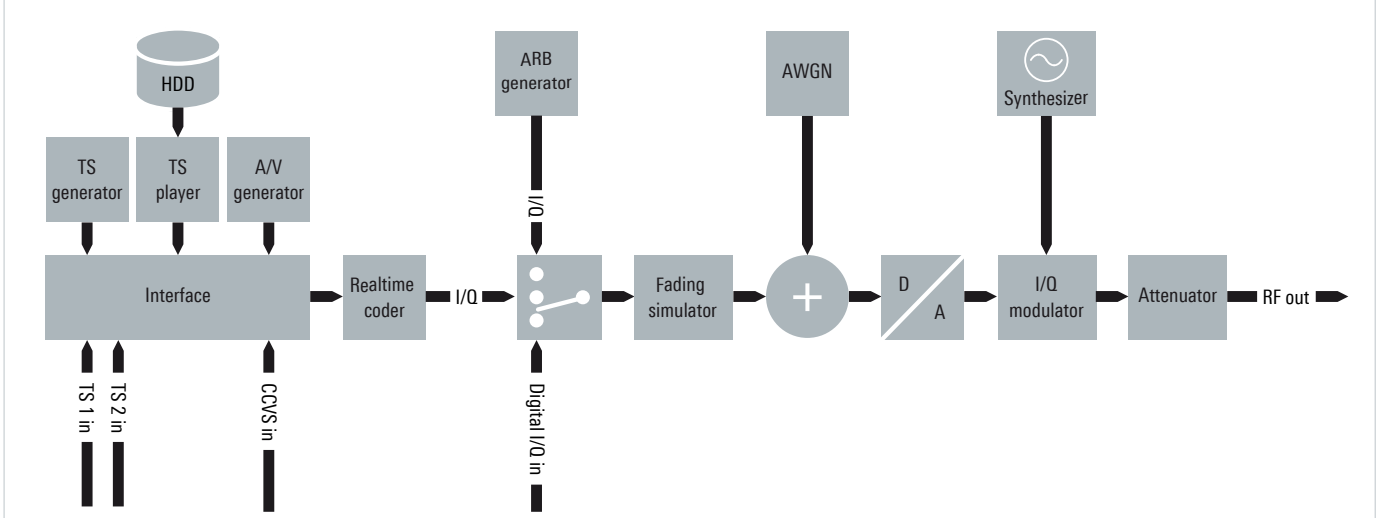 HDD
ARB
generator
AWGN
Synthesizer
TS
generator
TS
player
A/V
generator
I/Q
Interface
Realtime
coder
I/Q
Fading
simulator
+
D
A
I/Q
modulator
Attenuator
RF out
TS 1 in
TS 2 in
CCVS in
Digital I/Q in